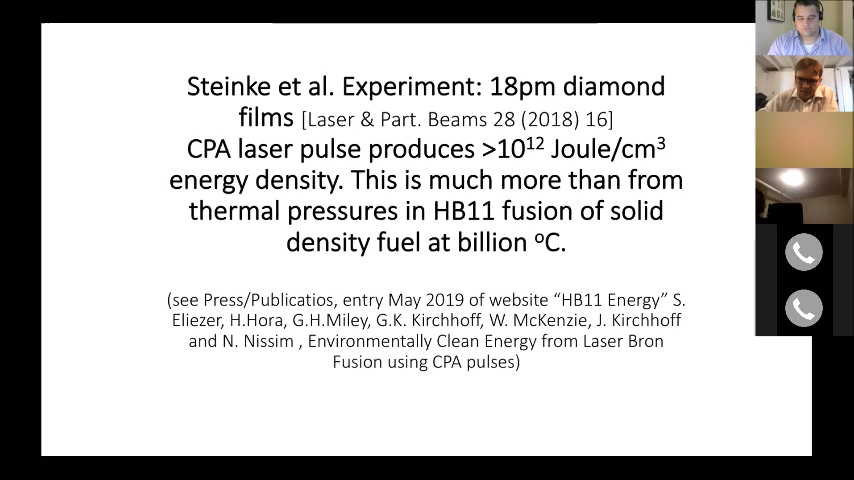 Steinke et al. Experiment: 18pm diamond
films [Laser & Part. Beams 28 (2018) 16]
CPA laser pulse produces >10¹² Joule/cm³
energy density. This is much more than from
thermal pressures in HB11 fusion of solid
density fuel at billion ᵒC.
(see Press/Publicatios, entry May 2019 of website “HB11 Energy” S.
Eliezer, H.Hora, G.H.Miley, G.K. Kirchhoff, W. McKenzie, J. Kirchhoff
and N. Nissim , Environmentally Clean Energy from Laser Bron
Fusion using CPA pulses)